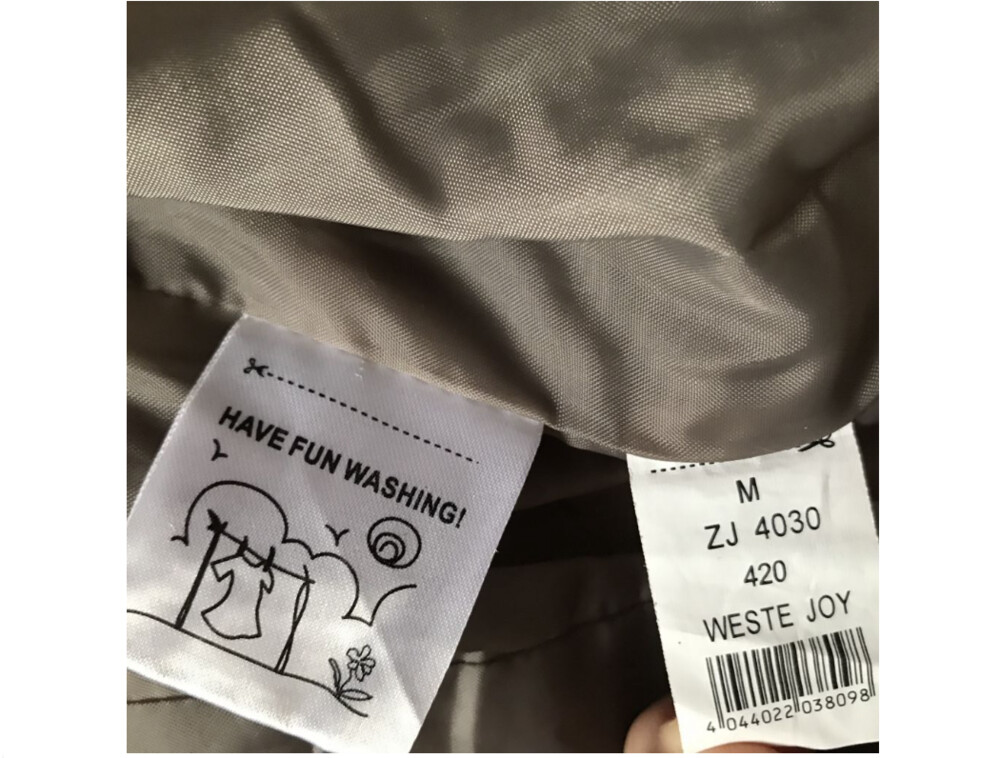 HAVE FUN WASHING!
M
ZJ 4030
420
WESTE JOY
4 044022 038098